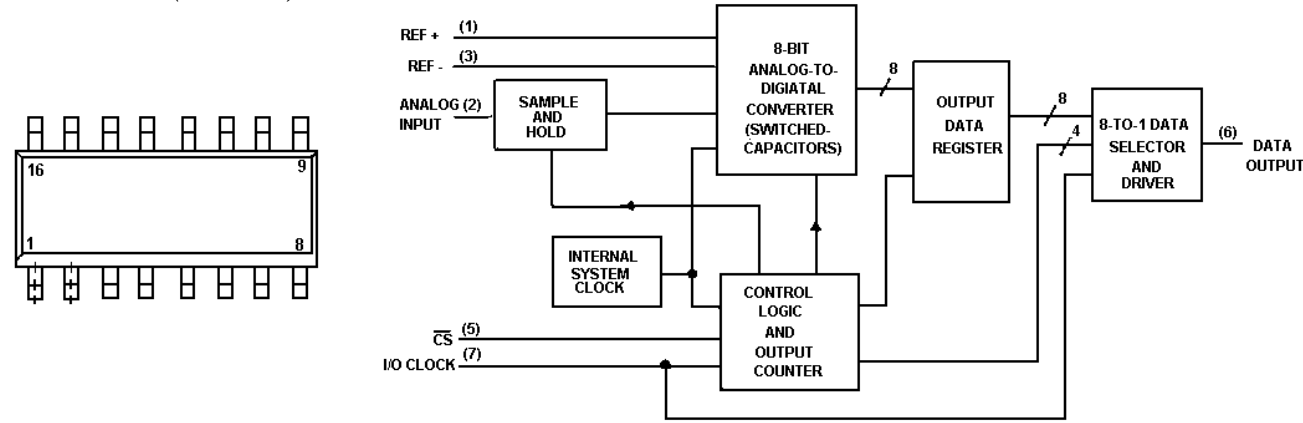 REF + (1)
REF - (3)
ANALOG (2)
INPUT
SAMPLE
AND
HOLD
8-BIT
ANALOG-TO-
DIGIATAL
CONVERTER
(SWITCHED-
CAPACITORS)
8
OUTPUT
DATA
REGISTER
8
4
8-TO-1 DATA
SELECTOR
AND
DRIVER
(6)
DATA
OUTPUT
16
9
1
8
INTERNAL
SYSTEM
CLOCK
CONTROL
LOGIC
AND
OUTPUT
COUNTER
CS (5)
I/O CLOCK (7)